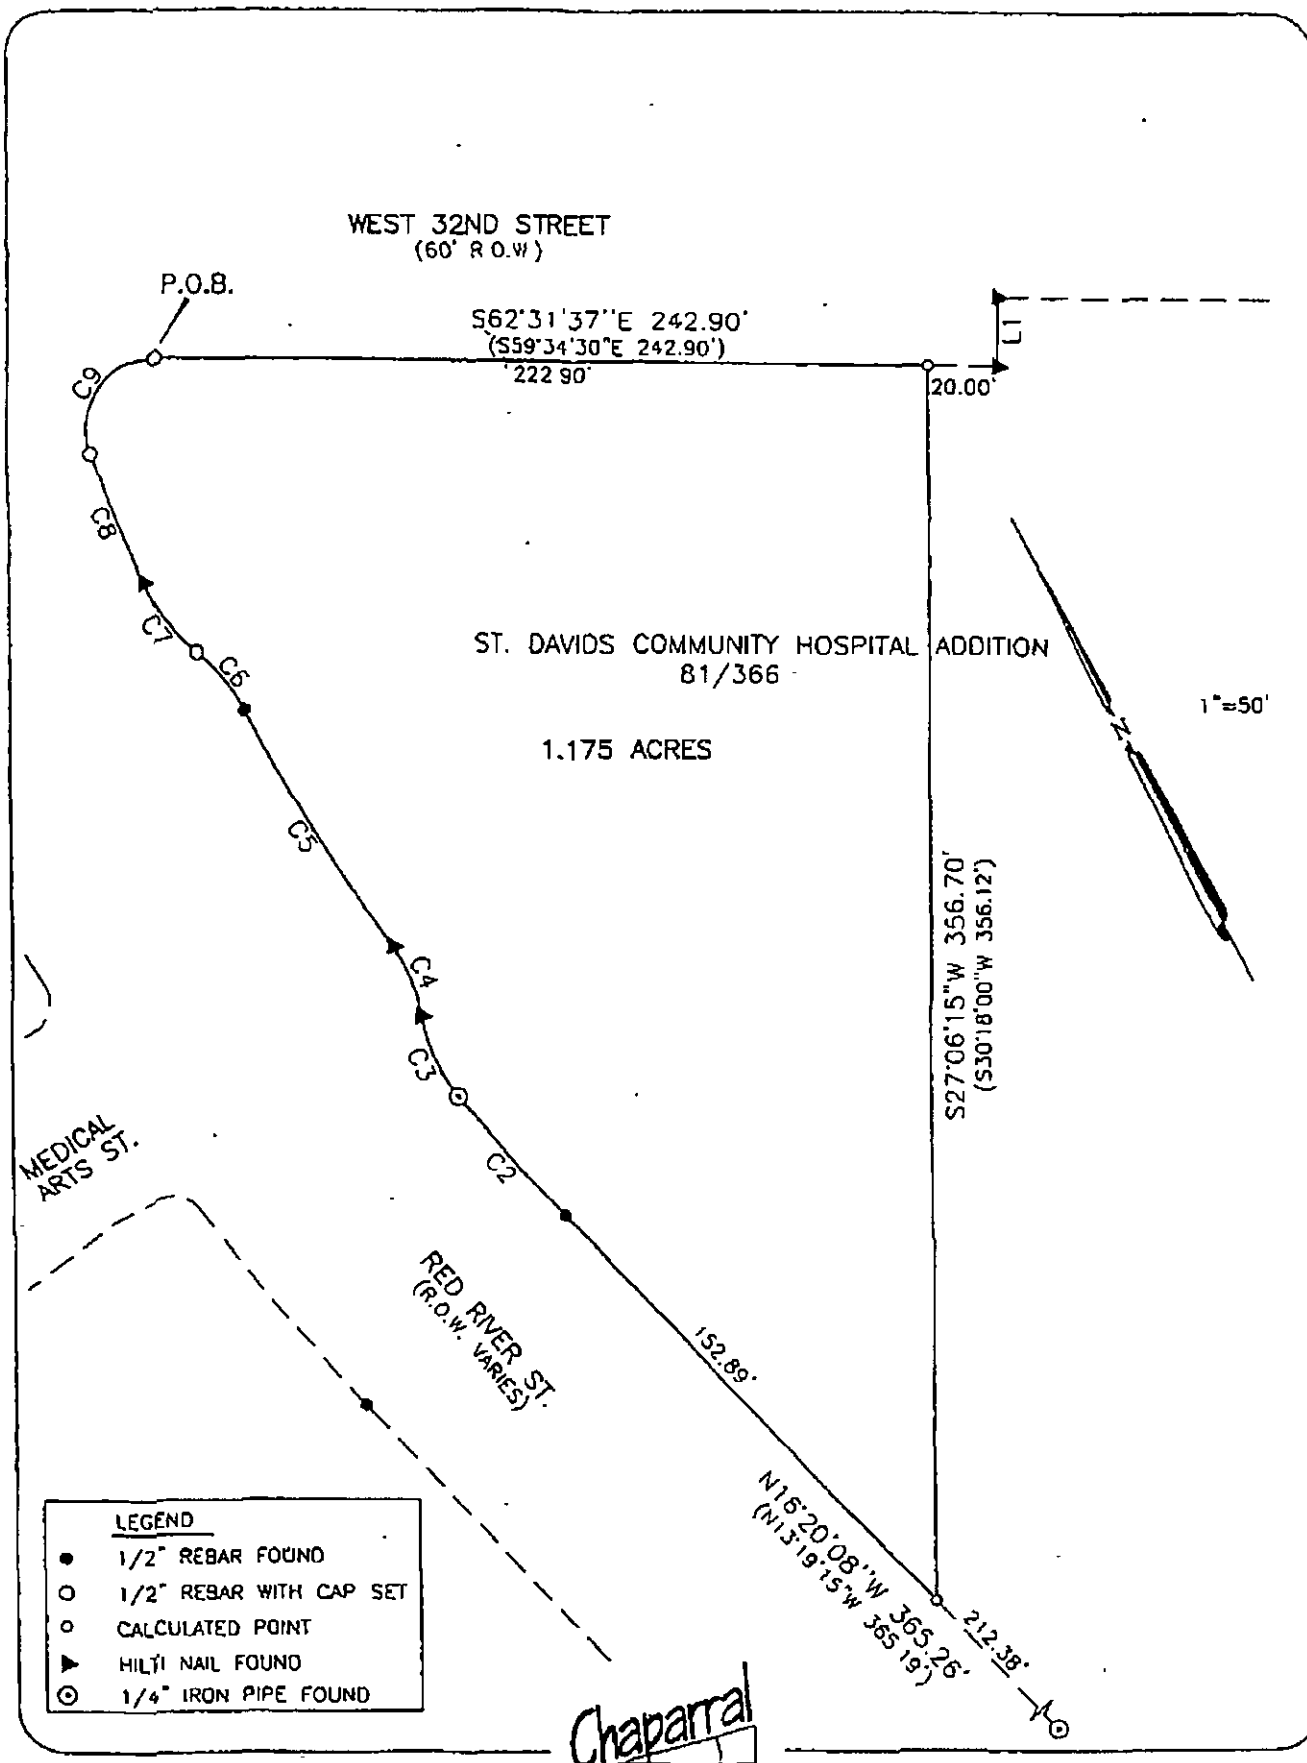 WEST 32ND STREET
(60' R.O.W)
P.O.B.
S62°31'37"E 242.90'
(S59°34'30"E 242.90')
222.90'
20.00'
L1
C9
C8
C7
C6
ST. DAVIDS COMMUNITY HOSPITAL ADDITION
81/366
1.175 ACRES
N
1"=50'
C5
S27°06'15"W 356.70'
(S30°18'00"W 356.12')
C4
C3
C2
MEDICAL
ARTS ST.
RED RIVER ST.
(R.O.W. VARIES)
152.89'
N16°20'08"W 365.26'
(N13°19'15"W 365.19')
212.38'
LEGEND
1/2" REBAR FOUND
1/2" REBAR WITH CAP SET
CALCULATED POINT
HILTI NAIL FOUND
1/4" IRON PIPE FOUND
Chaparral